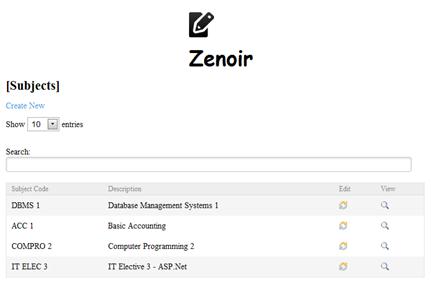 Zenoir
[Subjects]
Create New
Show 10 entries
Search:
Subject Code Description Edit View
DBMS 1 Database Management Systems 1
ACC 1 Basic Accounting
COMPRO 2 Computer Programming 2
IT ELEC 3 IT Elective 3 - ASP.Net